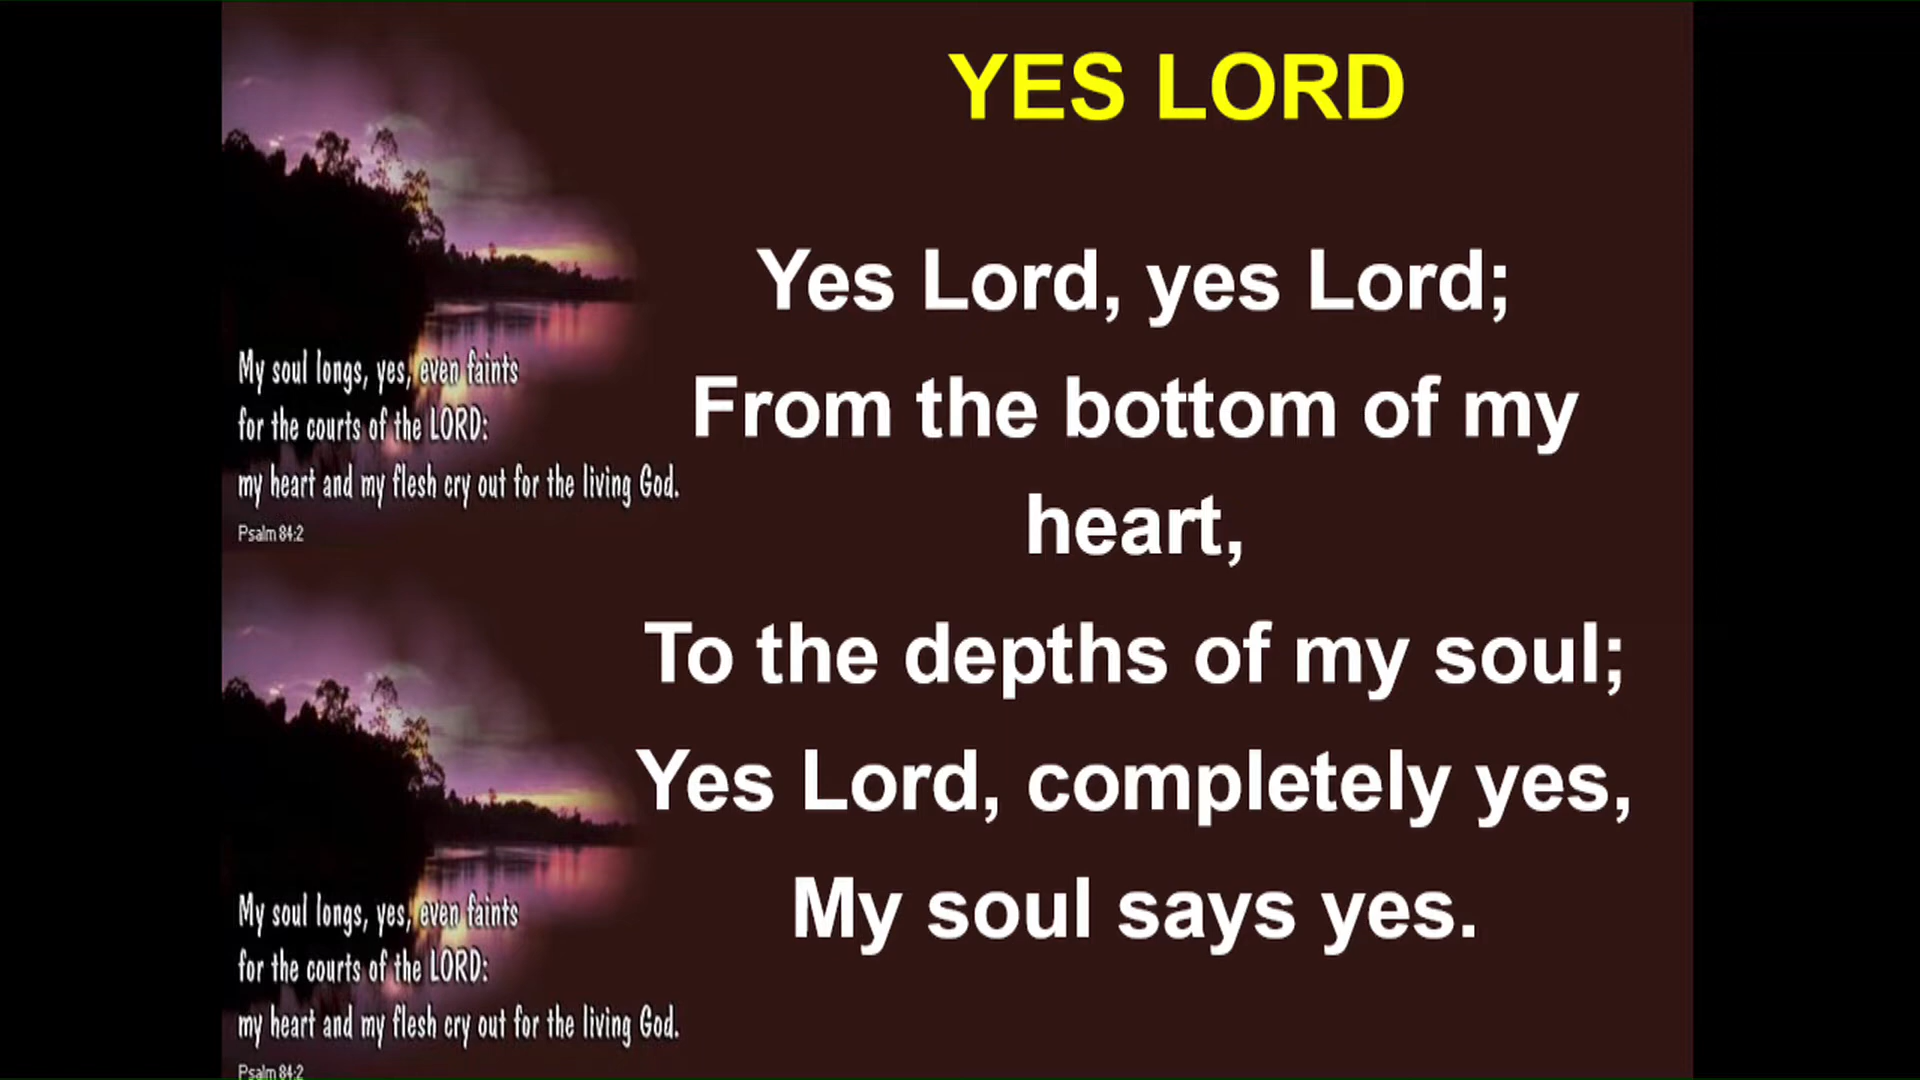 YES LORD
Yes Lord, yes Lord;
From the bottom of my
heart,
To the depths of my soul;
Yes Lord, completely yes,
My soul says yes.
My soul longs, yes, even faints
for the courts of the LORD:
my heart and my flesh cry out for the living God.
Psalm 84:2
My soul longs, yes, even faints
for the courts of the LORD:
my heart and my flesh cry out for the living God.
Psalm 84:2